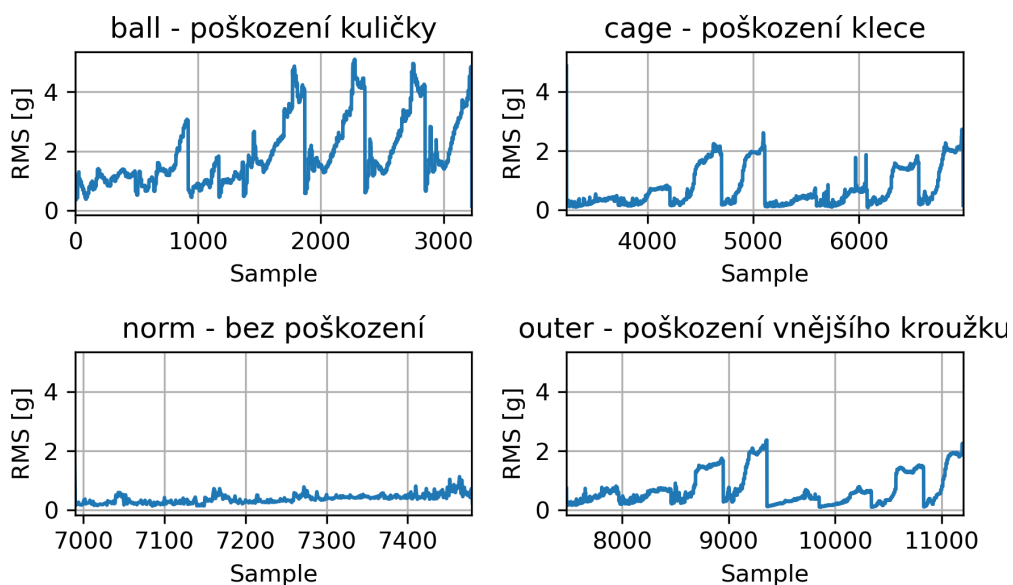 ball - poškození kuličky
RMS [g]
4
2
0
0 1000 2000 3000
Sample
cage - poškození klece
RMS [g]
4
2
0
4000 5000 6000
Sample
norm - bez poškození
RMS [g]
4
2
0
7000 7100 7200 7300 7400
Sample
outer - poškození vnějšího kroužku
RMS [g]
4
2
0
8000 9000 10000 11000
Sample